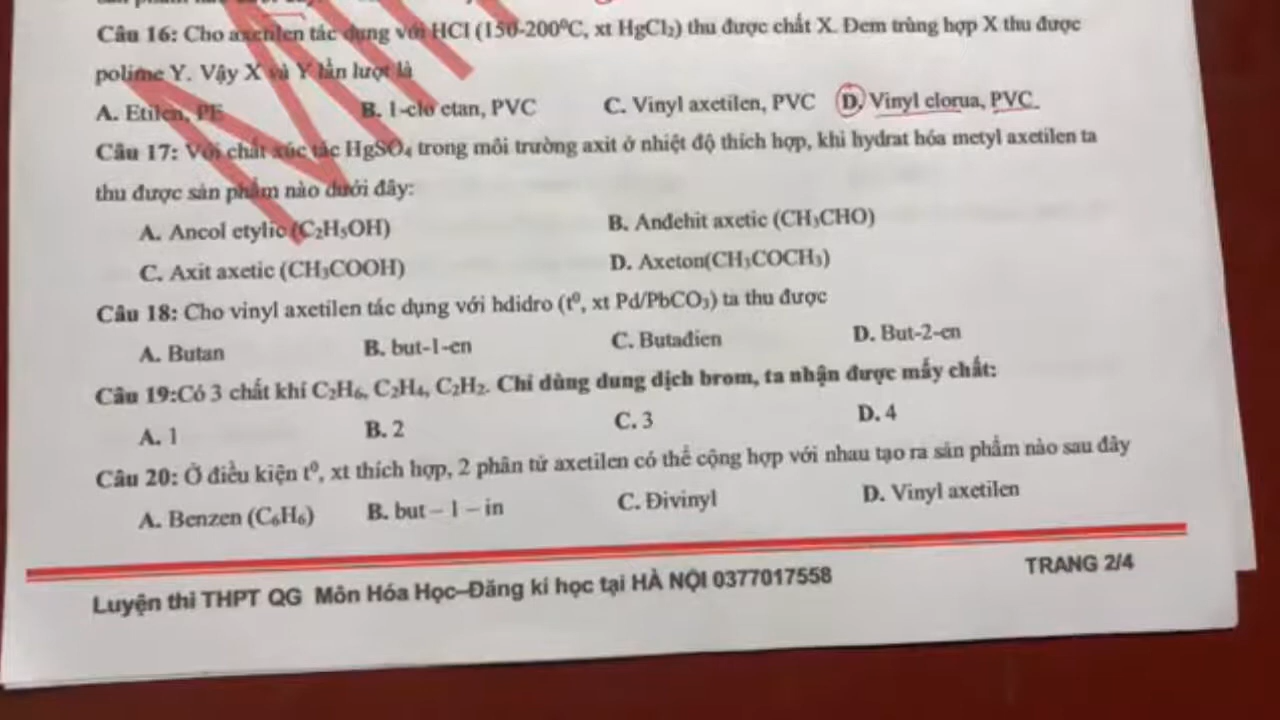 Câu 16: Cho axetilen tác dụng với HCl (150-200⁰C, xt HgCl₂) thu được chất X. Đem trùng hợp X thu được
polime Y. Vậy X và Y lần lượt là
A. Etilen, PE B. 1-clo etan, PVC C. Vinyl axetilen, PVC D. Vinyl clorua, PVC.
Câu 17: Với chất xúc tác HgSO₄ trong môi trường axit ở nhiệt độ thích hợp, khi hydrat hóa metyl axetilen ta
thu được sản phẩm nào dưới đây:
A. Ancol etylic (C₂H₅OH) B. Anđehit axetic (CH₃CHO)
C. Axit axetic (CH₃COOH) D. Axeton(CH₃COCH₃)
Câu 18: Cho vinyl axetilen tác dụng với hdidro (t⁰, xt Pd/PbCO₃) ta thu được
A. Butan B. but-1-en C. Butađien D. But-2-en
Câu 19:Có 3 chất khí C₂H₆, C₂H₄, C₂H₂. Chỉ dùng dung dịch brom, ta nhận được mấy chất:
A. 1 B. 2 C. 3 D. 4
Câu 20: Ở điều kiện t⁰, xt thích hợp, 2 phân tử axetilen có thể cộng hợp với nhau tạo ra sản phẩm nào sau đây
A. Benzen (C₆H₆) B. but – 1 – in C. Đivinyl D. Vinyl axetilen
Luyện thi THPT QG Môn Hóa Học–Đăng kí học tại HÀ NỘI 0377017558 TRANG 2/4